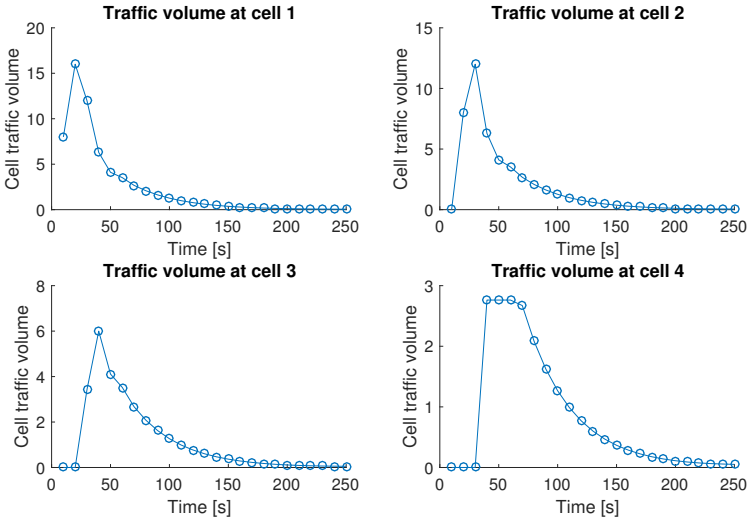 Traffic volume at cell 1
20
15
10
5
0
Cell traffic volume
0 50 100 150 200 250
Time [s]
Traffic volume at cell 2
15
10
5
0
Cell traffic volume
0 50 100 150 200 250
Time [s]
Traffic volume at cell 3
8
6
4
2
0
Cell traffic volume
0 50 100 150 200 250
Time [s]
Traffic volume at cell 4
3
2
1
0
Cell traffic volume
0 50 100 150 200 250
Time [s]